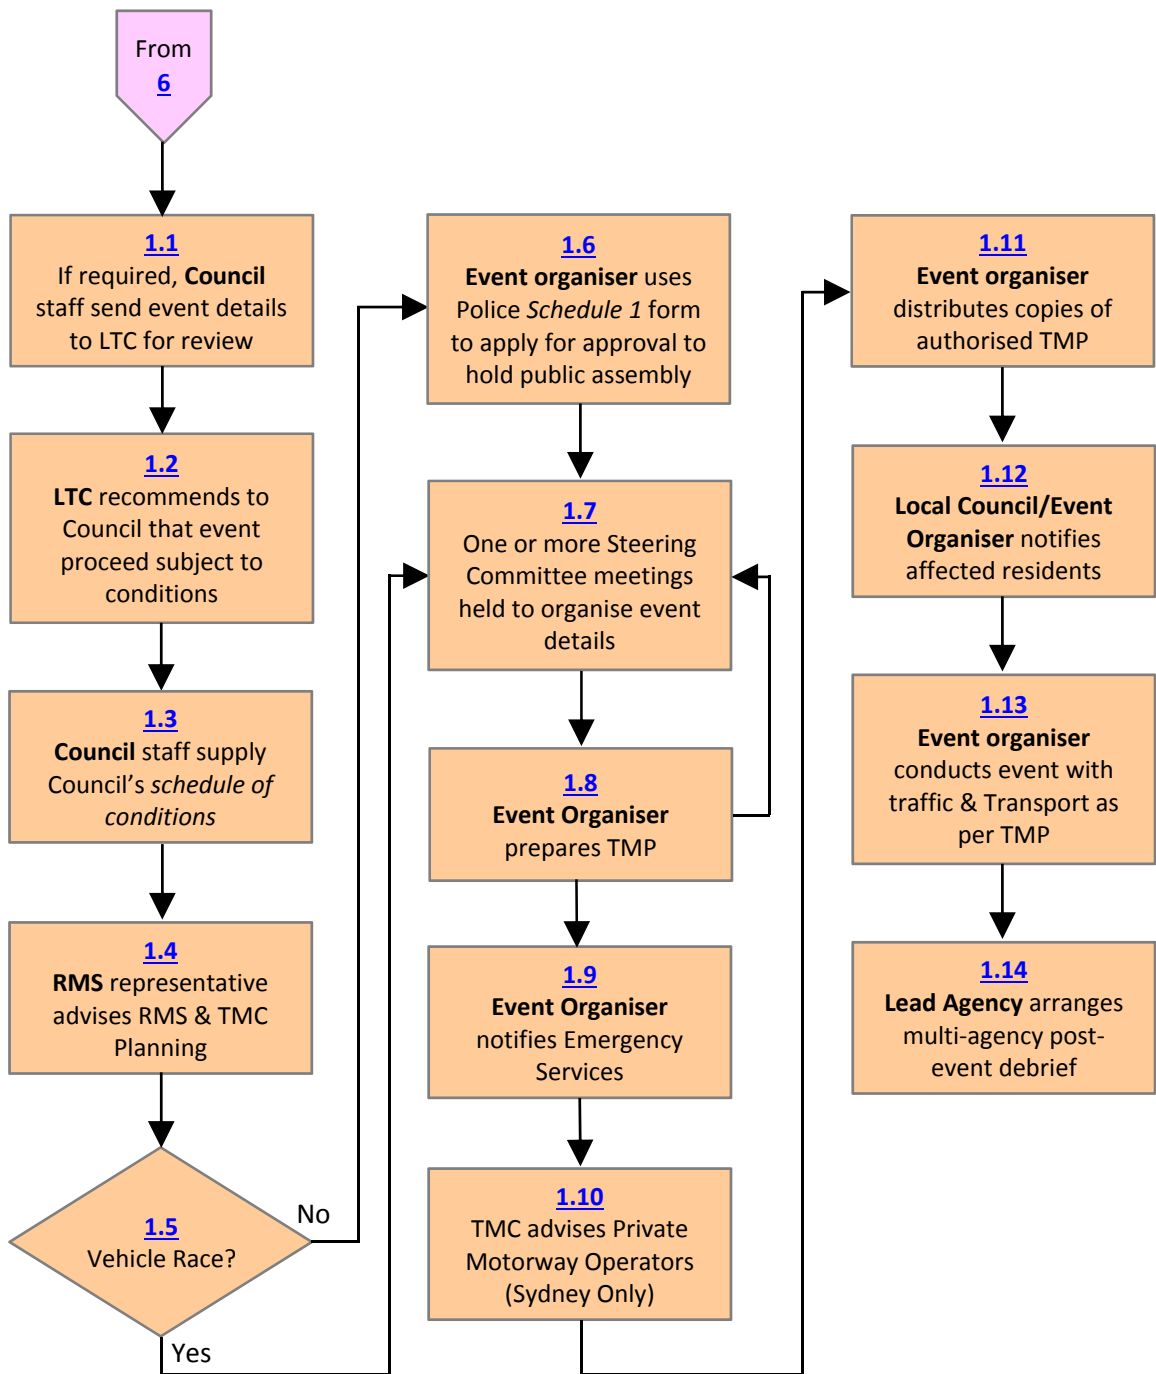 From
6
1.1
If required, Council
staff send event details
to LTC for review
1.2
LTC recommends to
Council that event
proceed subject to
conditions
1.3
Council staff supply
Council’s schedule of
conditions
1.4
RMS representative
advises RMS & TMC
Planning
1.5
Vehicle Race?
No
Yes
1.6
Event organiser uses
Police Schedule 1 form
to apply for approval to
hold public assembly
1.7
One or more Steering
Committee meetings
held to organise event
details
1.8
Event Organiser
prepares TMP
1.9
Event Organiser
notifies Emergency
Services
1.10
TMC advises Private
Motorway Operators
(Sydney Only)
1.11
Event organiser
distributes copies of
authorised TMP
1.12
Local Council/Event
Organiser notifies
affected residents
1.13
Event organiser
conducts event with
traffic & Transport as
per TMP
1.14
Lead Agency arranges
multi-agency post-
event debrief